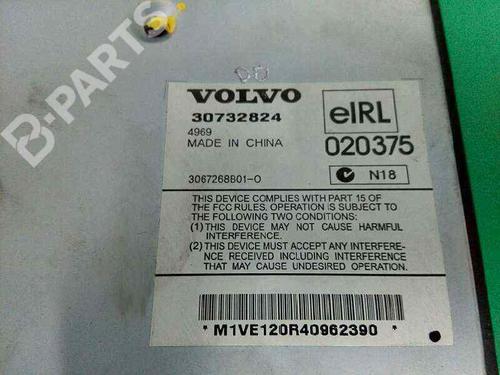 B-PARTS
VOLVO
30732824
4969
MADE IN CHINA
3067268B01-O
eIRL
020375
N18
THIS DEVICE COMPLIES WITH PART 15 OF
THE FCC RULES. OPERATION IS SUBJECT TO
THE FOLLOWING TWO CONDITIONS:
(1) THIS DEVICE MAY NOT CAUSE HARMFUL
INTERFERENCE.
(2) THIS DEVICE MUST ACCEPT ANY INTERFE-
RENCE RECEIVED INCLUDING INTERFERENCE
THAT MAY CAUSE UNDESIRED OPERATION.
* M1VE120R40962390 *